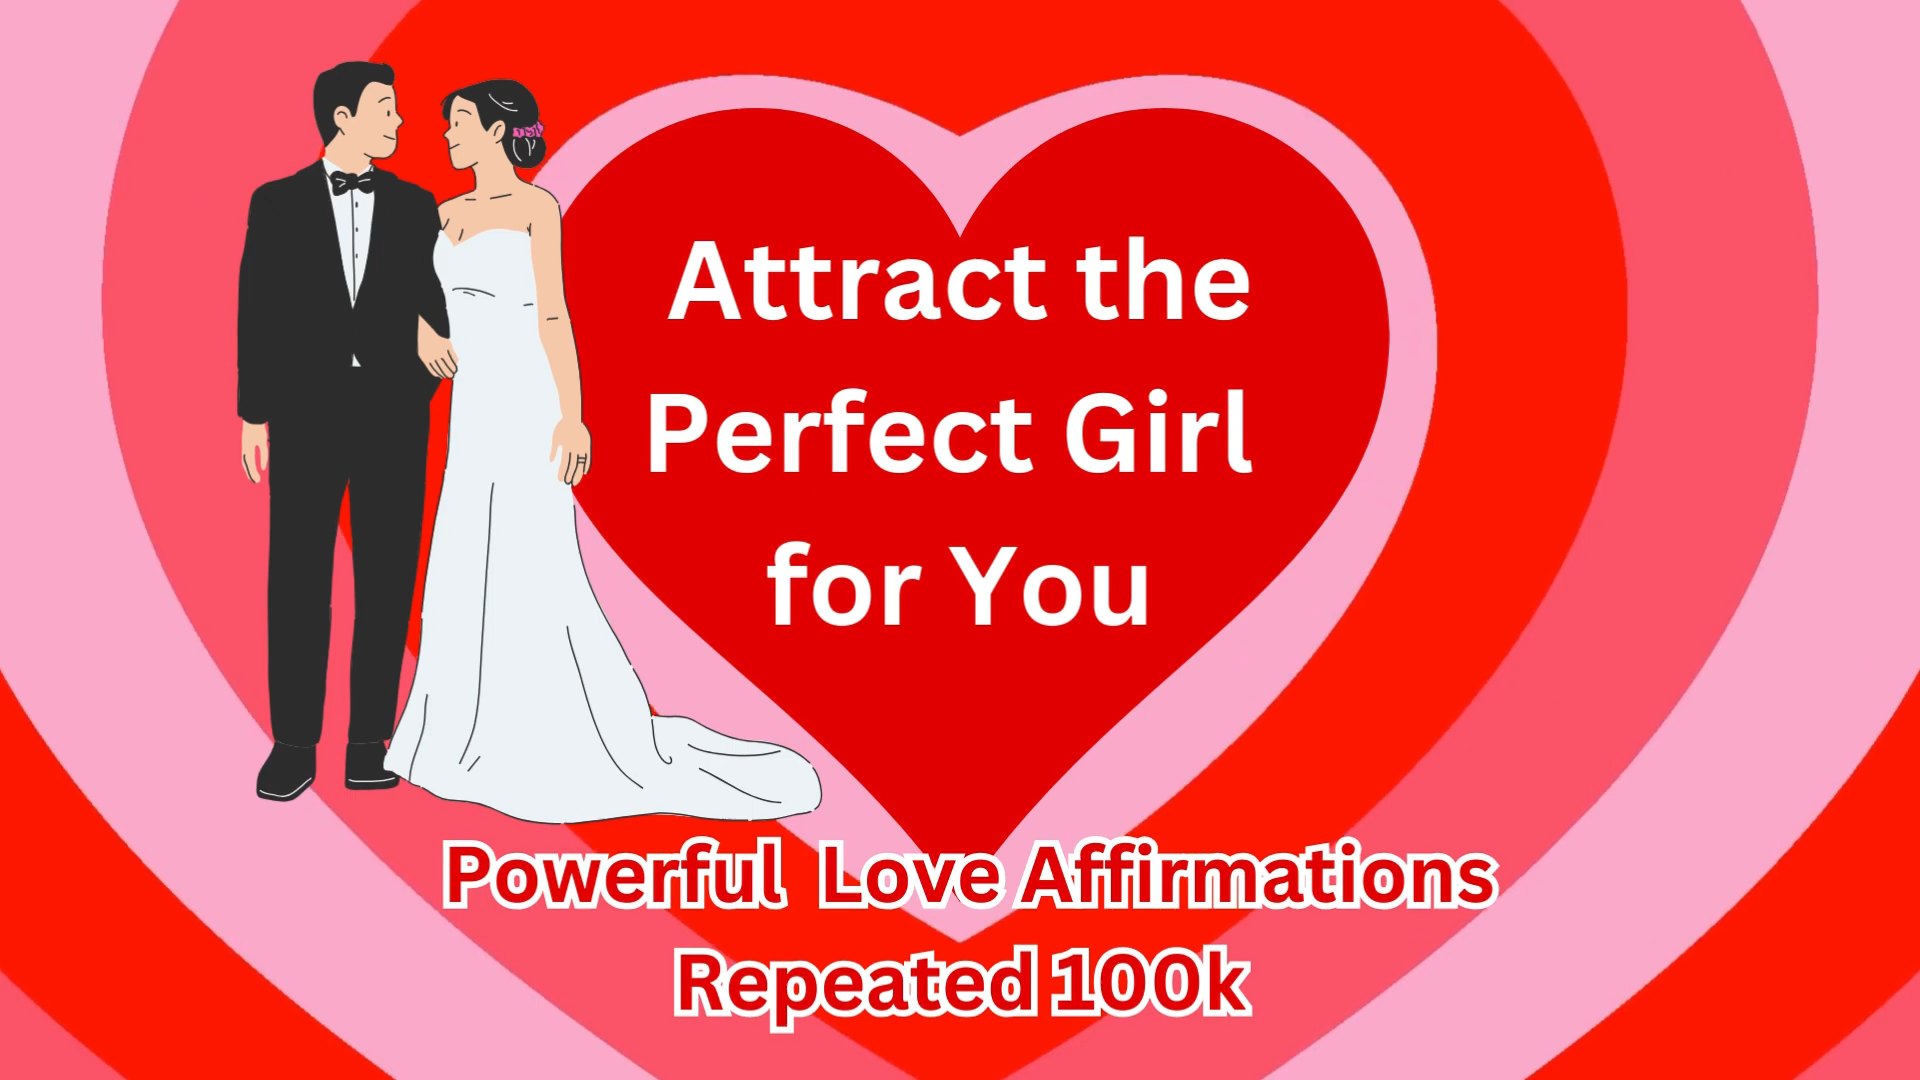 Attract the
Perfect Girl
for You
Powerful Love Affirmations
Repeated 100k